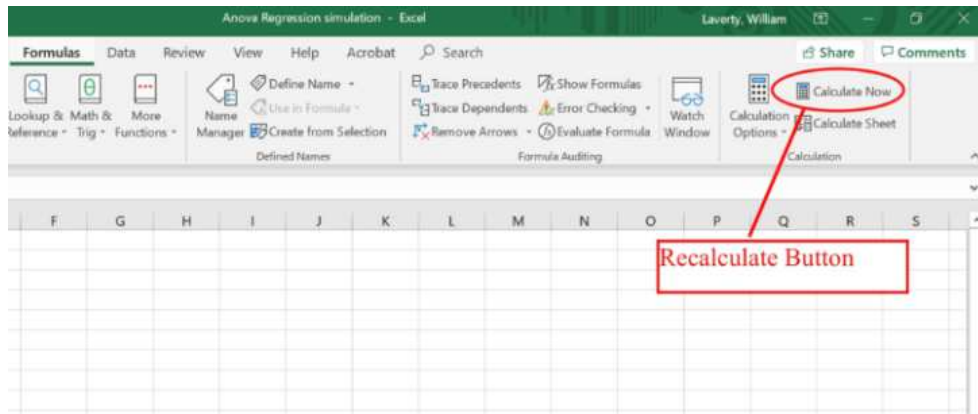 Anova Regression simulation - Excel
Laverty, William
Formulas Data Review View Help Acrobat Search
Share Comments
Lookup & Reference
Math & Trig
More Functions
Name Manager
Define Name
Use in Formula
Create from Selection
Defined Names
Trace Precedents
Trace Dependents
Remove Arrows
Show Formulas
Error Checking
Evaluate Formula
Formula Auditing
Watch Window
Calculation Options
Calculate Now
Calculate Sheet
Calculation
F G H I J K L M N O P Q R S
Recalculate Button